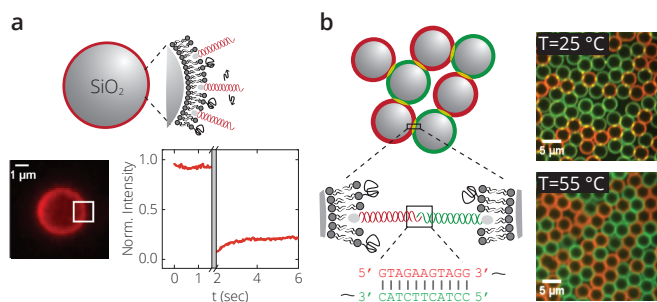 a
SiO₂
1 μm
Norm. Intensity
1.0
0.5
0.0
0
2
4
6
t (sec)
b
T=25 °C
5 μm
T=55 °C
5 μm
5′ GTAGAAGTAGG 3′ ~
~ 3′ CATCTTCATCC 5′